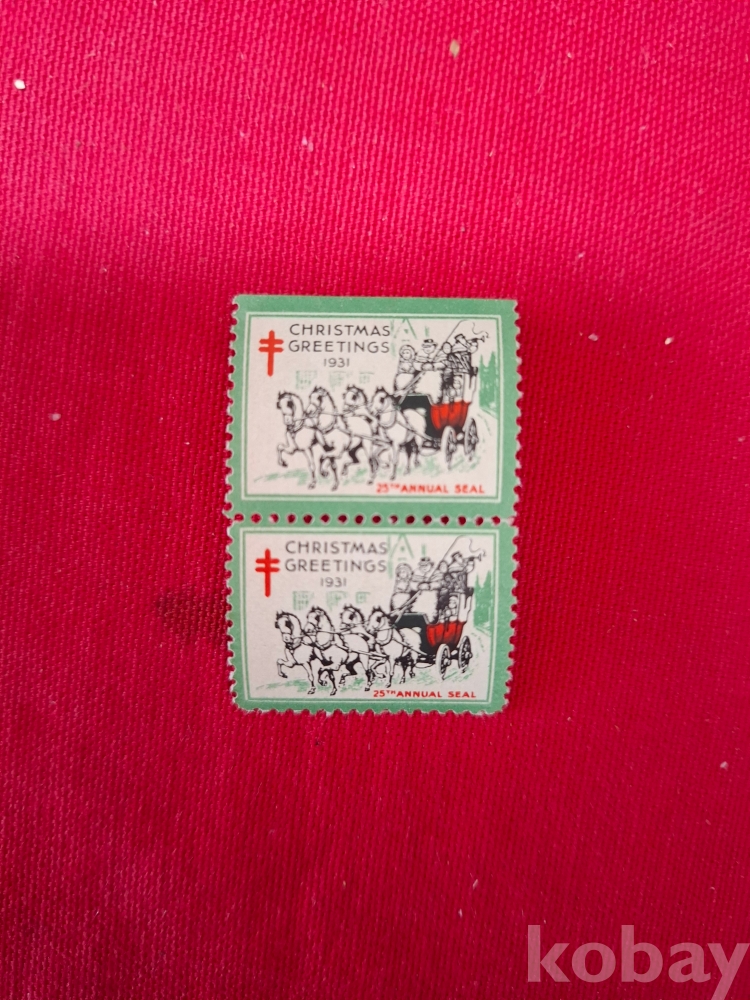 CHRISTMAS
GREETINGS
1931
25TH ANNUAL SEAL
CHRISTMAS
GREETINGS
1931
25TH ANNUAL SEAL
kobay